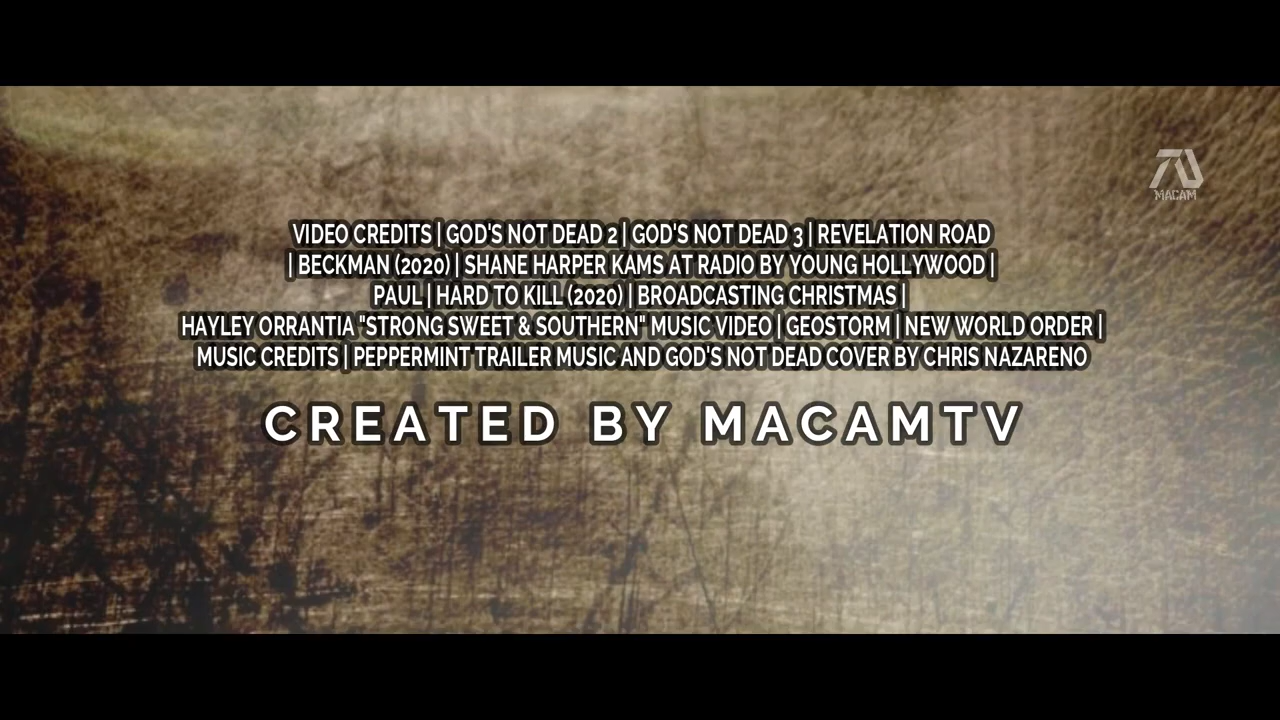 MACAM
VIDEO CREDITS | GOD'S NOT DEAD 2 | GOD'S NOT DEAD 3 | REVELATION ROAD
| BECKMAN (2020) | SHANE HARPER KAMS AT RADIO BY YOUNG HOLLYWOOD |
PAUL | HARD TO KILL (2020) | BROADCASTING CHRISTMAS |
HAYLEY ORRANTIA "STRONG SWEET & SOUTHERN" MUSIC VIDEO | GEOSTORM | NEW WORLD ORDER |
MUSIC CREDITS | PEPPERMINT TRAILER MUSIC AND GOD'S NOT DEAD COVER BY CHRIS NAZARENO
CREATED BY MACAMTV